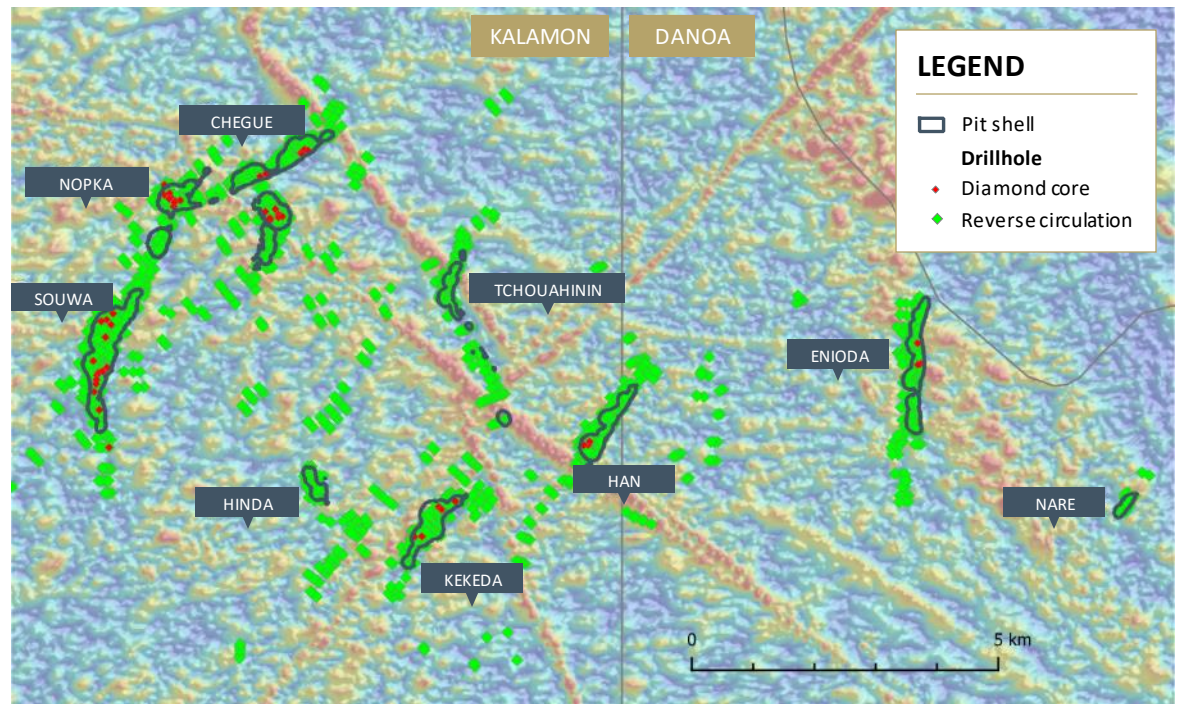 KALAMON
DANOA
LEGEND
Pit shell
Drillhole
Diamond core
Reverse circulation
CHEGUE
NOPKA
SOUWA
TCHOUAHININ
ENIODA
HINDA
HAN
NARE
KEKEDA
0
5 km